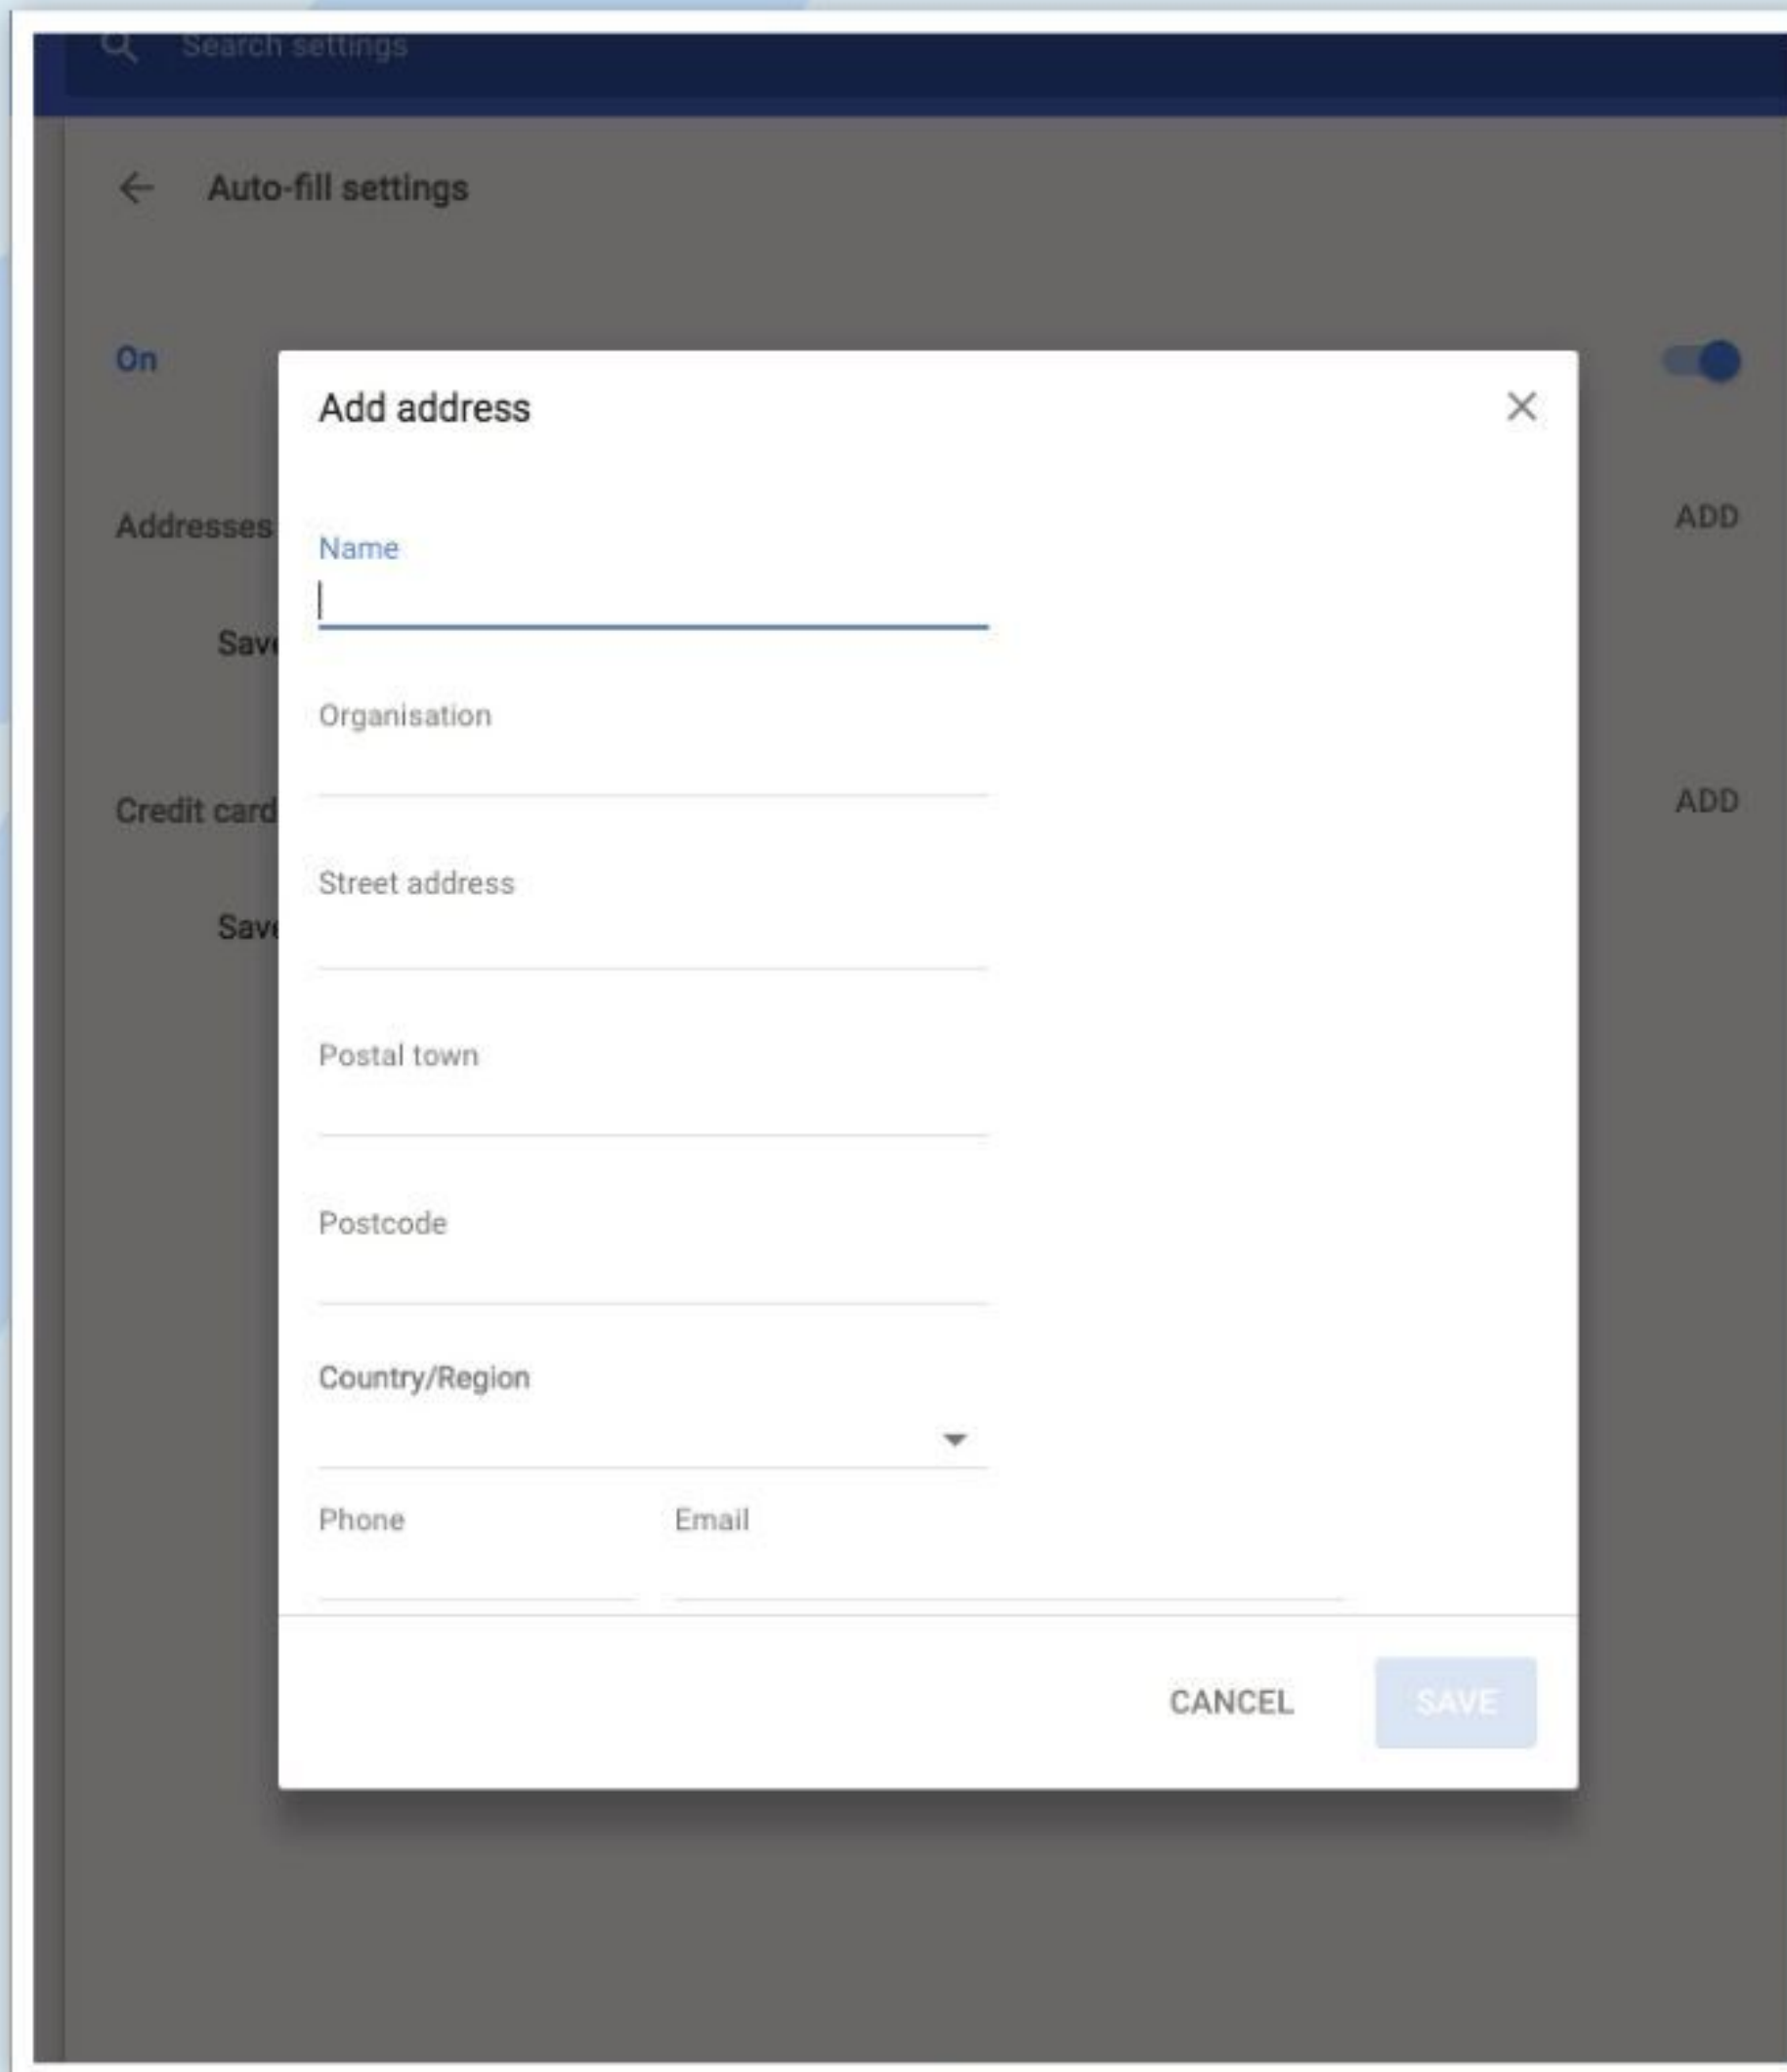 Search settings
Auto-fill settings
On
Add address
Addresses
ADD
Name
Organisation
Credit card
ADD
Street address
Postal town
Postcode
Country/Region
Phone Email
CANCEL SAVE